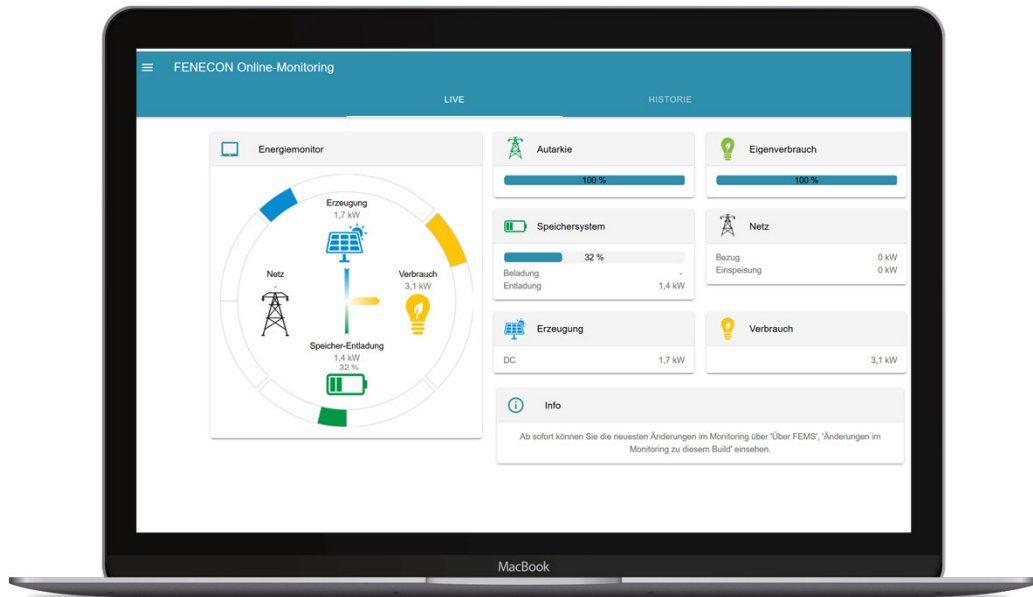 FENECON Online-Monitoring
LIVE
HISTORIE
Energiemonitor
Erzeugung
1,7 kW
Netz
-
Verbrauch
3,1 kW
Speicher-Entladung
1,4 kW
32 %
Autarkie
100 %
Eigenverbrauch
100 %
Speichersystem
32 %
Beladung -
Entladung 1,4 kW
Netz
Bezug 0 kW
Einspeisung 0 kW
Erzeugung
DC 1,7 kW
Verbrauch
3,1 kW
Info
Ab sofort können Sie die neuesten Änderungen im Monitoring über 'Über FEMS', 'Änderungen im
Monitoring zu diesem Build' einsehen.
MacBook